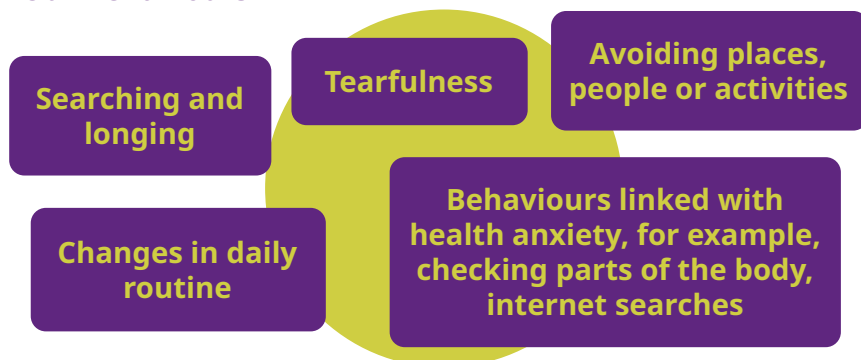 Tearfulness
Avoiding places,
people or activities
Searching and
longing
Behaviours linked with
health anxiety, for example,
checking parts of the body,
internet searches
Changes in daily
routine